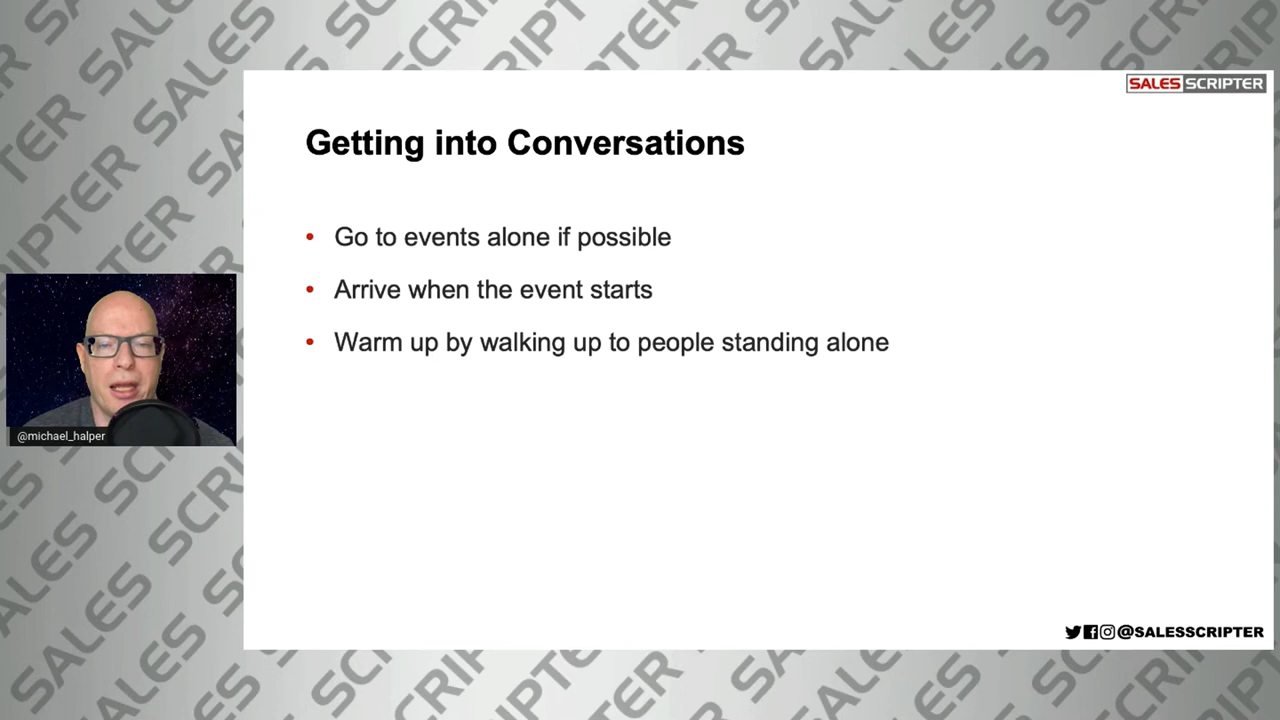 SALES SCRIPTER
Getting into Conversations
• Go to events alone if possible
• Arrive when the event starts
• Warm up by walking up to people standing alone
@michael_halper
@SALESSCRIPTER